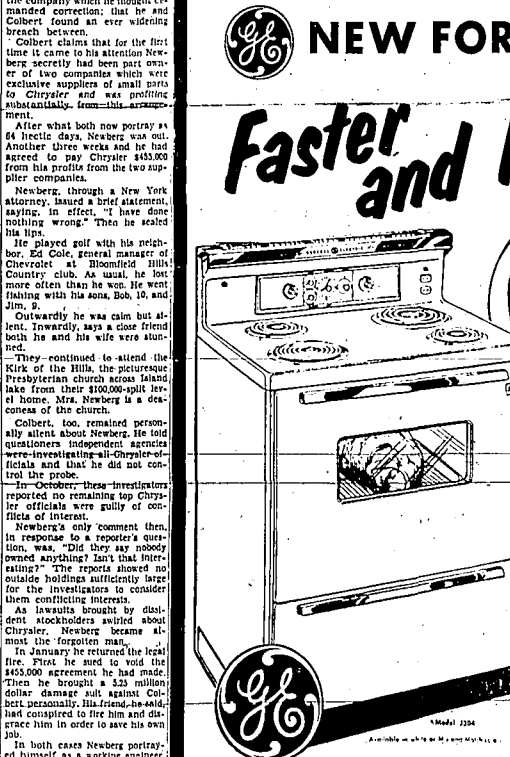 the company which he thought de-
manded correction; that he and
Colbert found an ever widening
breach between.
Colbert claims that for the first
time it came to his attention New-
berg secretly had been part own-
er of two companies which were
exclusive suppliers of small parts
to Chrysler and was profiting
substantially from this arrange-
ment.
After what both now portray as
64 hectic days, Newberg was out.
Another three weeks and he had
agreed to pay Chrysler $455,000
from his profits from the two sup-
plier companies.
Newberg, through a New York
attorney, issued a brief statement,
saying, in effect, "I have done
nothing wrong." Then he sealed
his lips.
He played golf with his neigh-
bor, Ed Cole, general manager of
Chevrolet at Bloomfield Hills
Country club. As usual, he lost
more often than he won. He went
fishing with his sons, Bob, 10, and
Jim, 9.
Outwardly he was calm but si-
lent. Inwardly, says a close friend
both he and his wife were stun-
ned.
They continued to attend the
Kirk of the Hills, the picturesque
Presbyterian church across Island
lake from their $100,000-split lev-
el home. Mrs. Newberg is a dea-
coness of the church.
Colbert, too, remained person-
ally silent about Newberg. He told
questioners independent agencies
were investigating all Chrysler of-
ficials and that he did not con-
trol the probe.
In October, these investigators
reported no remaining top Chrys-
ler officials were guilty of con-
flicts of interest.
Newberg's only comment then,
in response to a reporter's ques-
tion, was, "Did they say nobody
owned anything? Isn't that inter-
esting?" The reports showed no
outside holdings sufficiently large
for the investigators to consider
them conflicting interests.
As lawsuits brought by dissi-
dent stockholders swirled about
Chrysler, Newberg became al-
most the forgotten man.
In January he returned the legal
fire. First he sued to void the
$455,000 agreement he had made.
Then he brought a 5.25 million
dollar damage suit against Col-
bert personally. His friend, he said,
had conspired to fire him and dis-
grace him in order to save his own
job.
In both cases Newberg portray-
ed himself as a working engineer
GE
NEW FOR
Faster
and
GE
Model J304
Available in white or